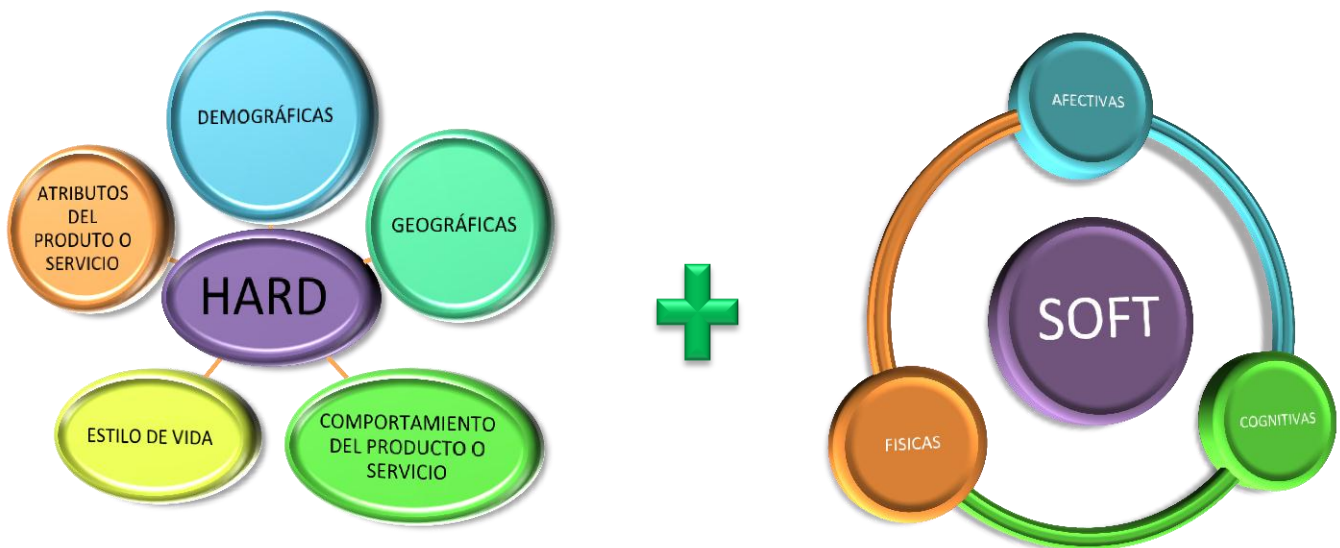 DEMOGRÁFICAS
ATRIBUTOS
DEL
PRODUTO O
SERVICIO
GEOGRÁFICAS
HARD
ESTILO DE VIDA
COMPORTAMIENTO
DEL PRODUCTO O
SERVICIO
AFECTIVAS
SOFT
FISICAS
COGNITIVAS